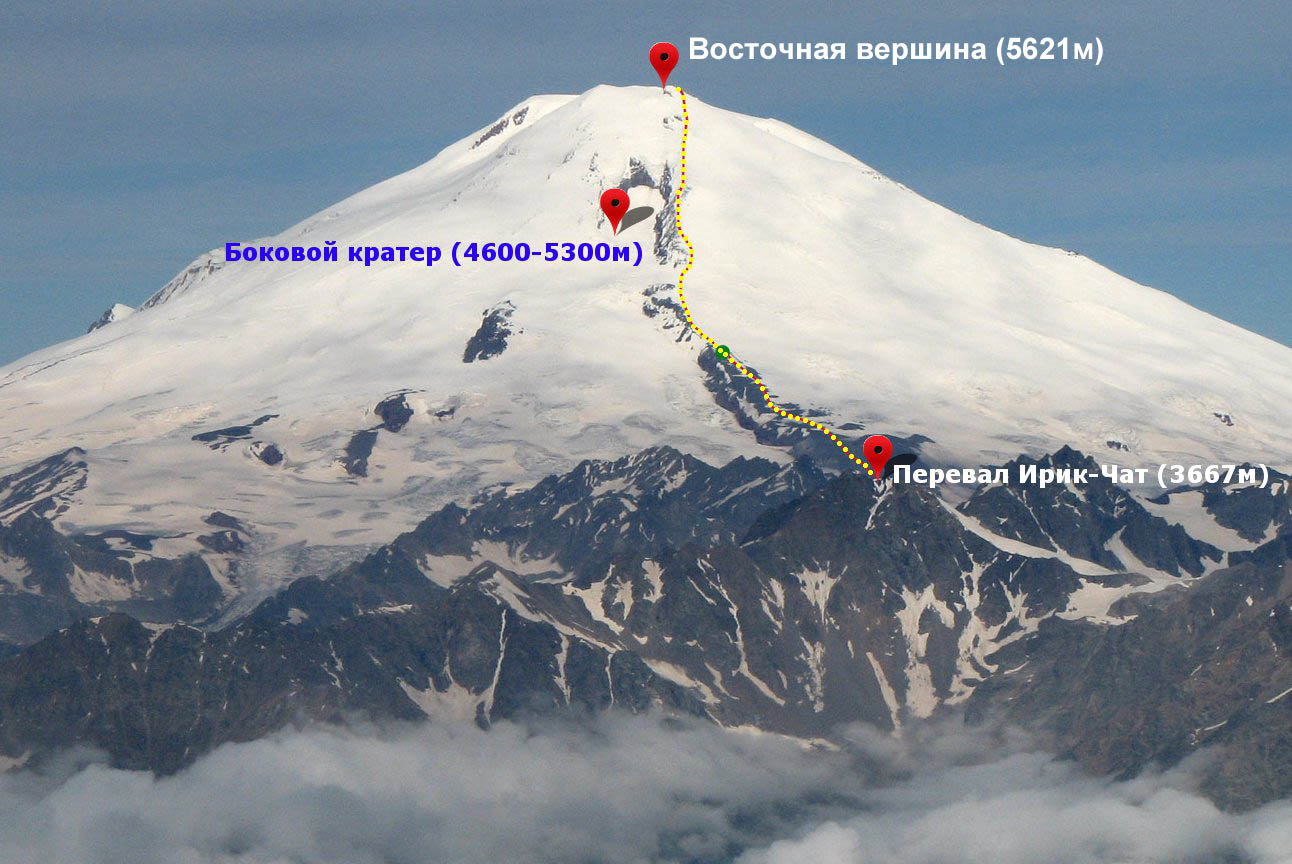 Восточная вершина (5621м)
Боковой кратер (4600-5300м)
Перевал Ирик-Чат (3667м)